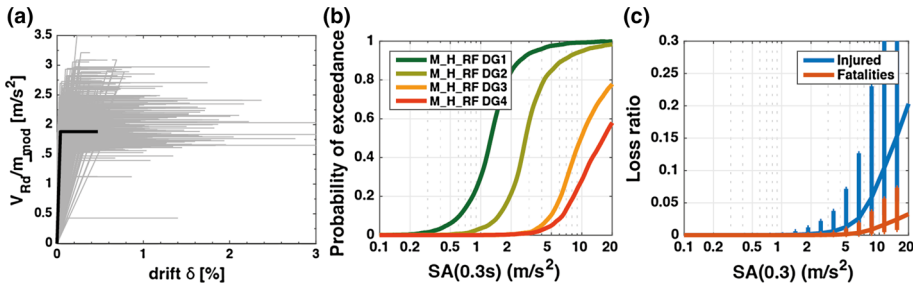 (a)
3.5
3
2.5
2
1.5
1
0.5
0
V_Rd/m_mod [m/s²]
0 1 2 3
drift δ [%]
(b)
1
0.8
0.6
0.4
0.2
0
Probability of exceedance
M_H_RF DG1
M_H_RF DG2
M_H_RF DG3
M_H_RF DG4
0.1 0.2 0.5 1 2 5 10 20
SA(0.3s) (m/s²)
(c)
0.3
0.25
0.2
0.15
0.1
0.05
0
Loss ratio
Injured
Fatalities
0.1 0.2 0.5 1 2 5 10 20
SA(0.3) (m/s²)